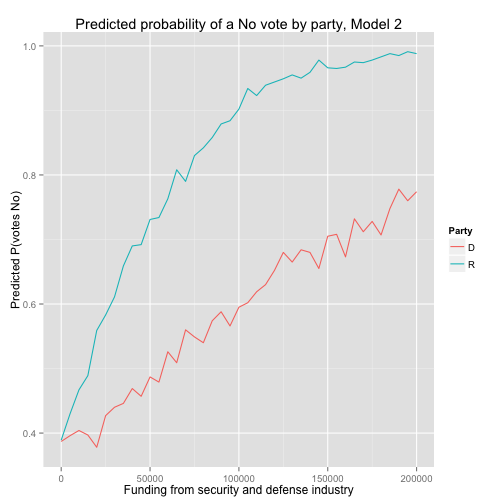 Predicted probability of a No vote by party, Model 2
1.0
0.8
0.6
0.4
Predicted P(votes No)
0 50000 100000 150000 200000
Funding from security and defense industry
Party
D
R